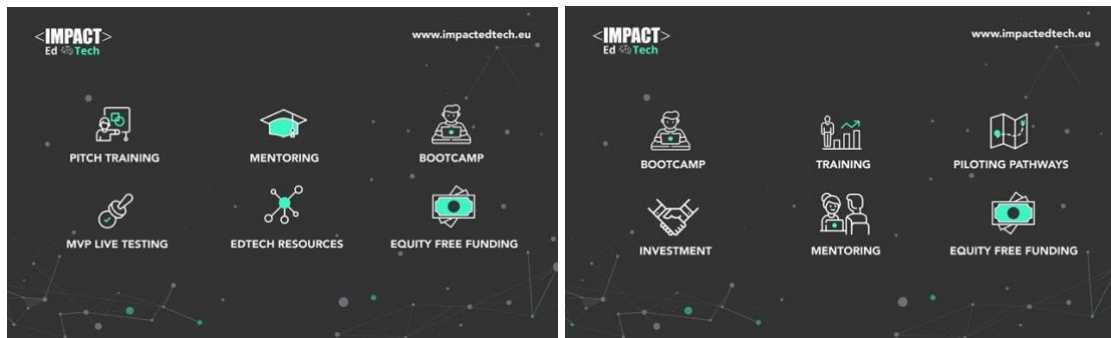 <IMPACT>
Ed Tech
www.impactedtech.eu
PITCH TRAINING
MENTORING
BOOTCAMP
MVP LIVE TESTING
EDTECH RESOURCES
EQUITY FREE FUNDING
<IMPACT>
Ed Tech
www.impactedtech.eu
BOOTCAMP
TRAINING
PILOTING PATHWAYS
INVESTMENT
MENTORING
EQUITY FREE FUNDING